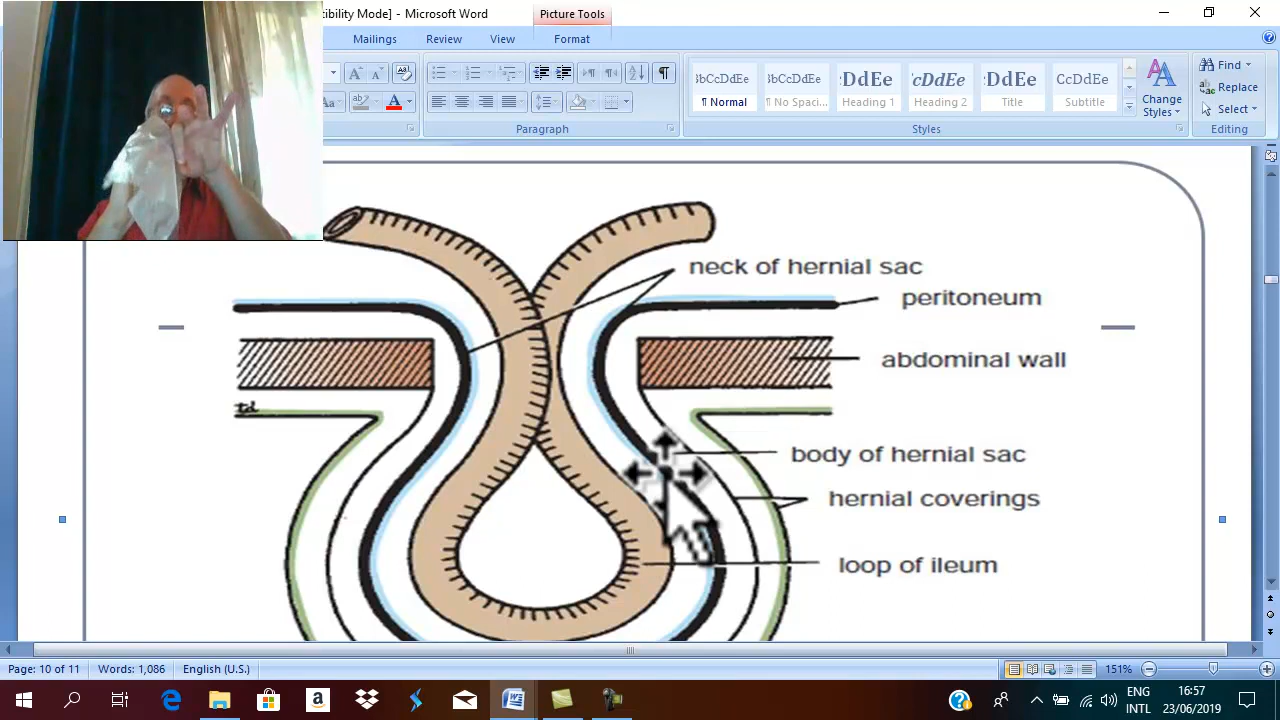 tibility Mode] - Microsoft Word
Picture Tools
Mailings
Review
View
Format
Aa
¶ Normal
¶ No Spaci...
Heading 1
Heading 2
Title
Subtitle
Change
Styles
Find
Replace
Select
Paragraph
Styles
Editing
neck of hernial sac
peritoneum
abdominal wall
td
body of hernial sac
hernial coverings
loop of ileum
Page: 10 of 11
Words: 1,086
English (U.S.)
151%
ENG
INTL
16:57
23/06/2019